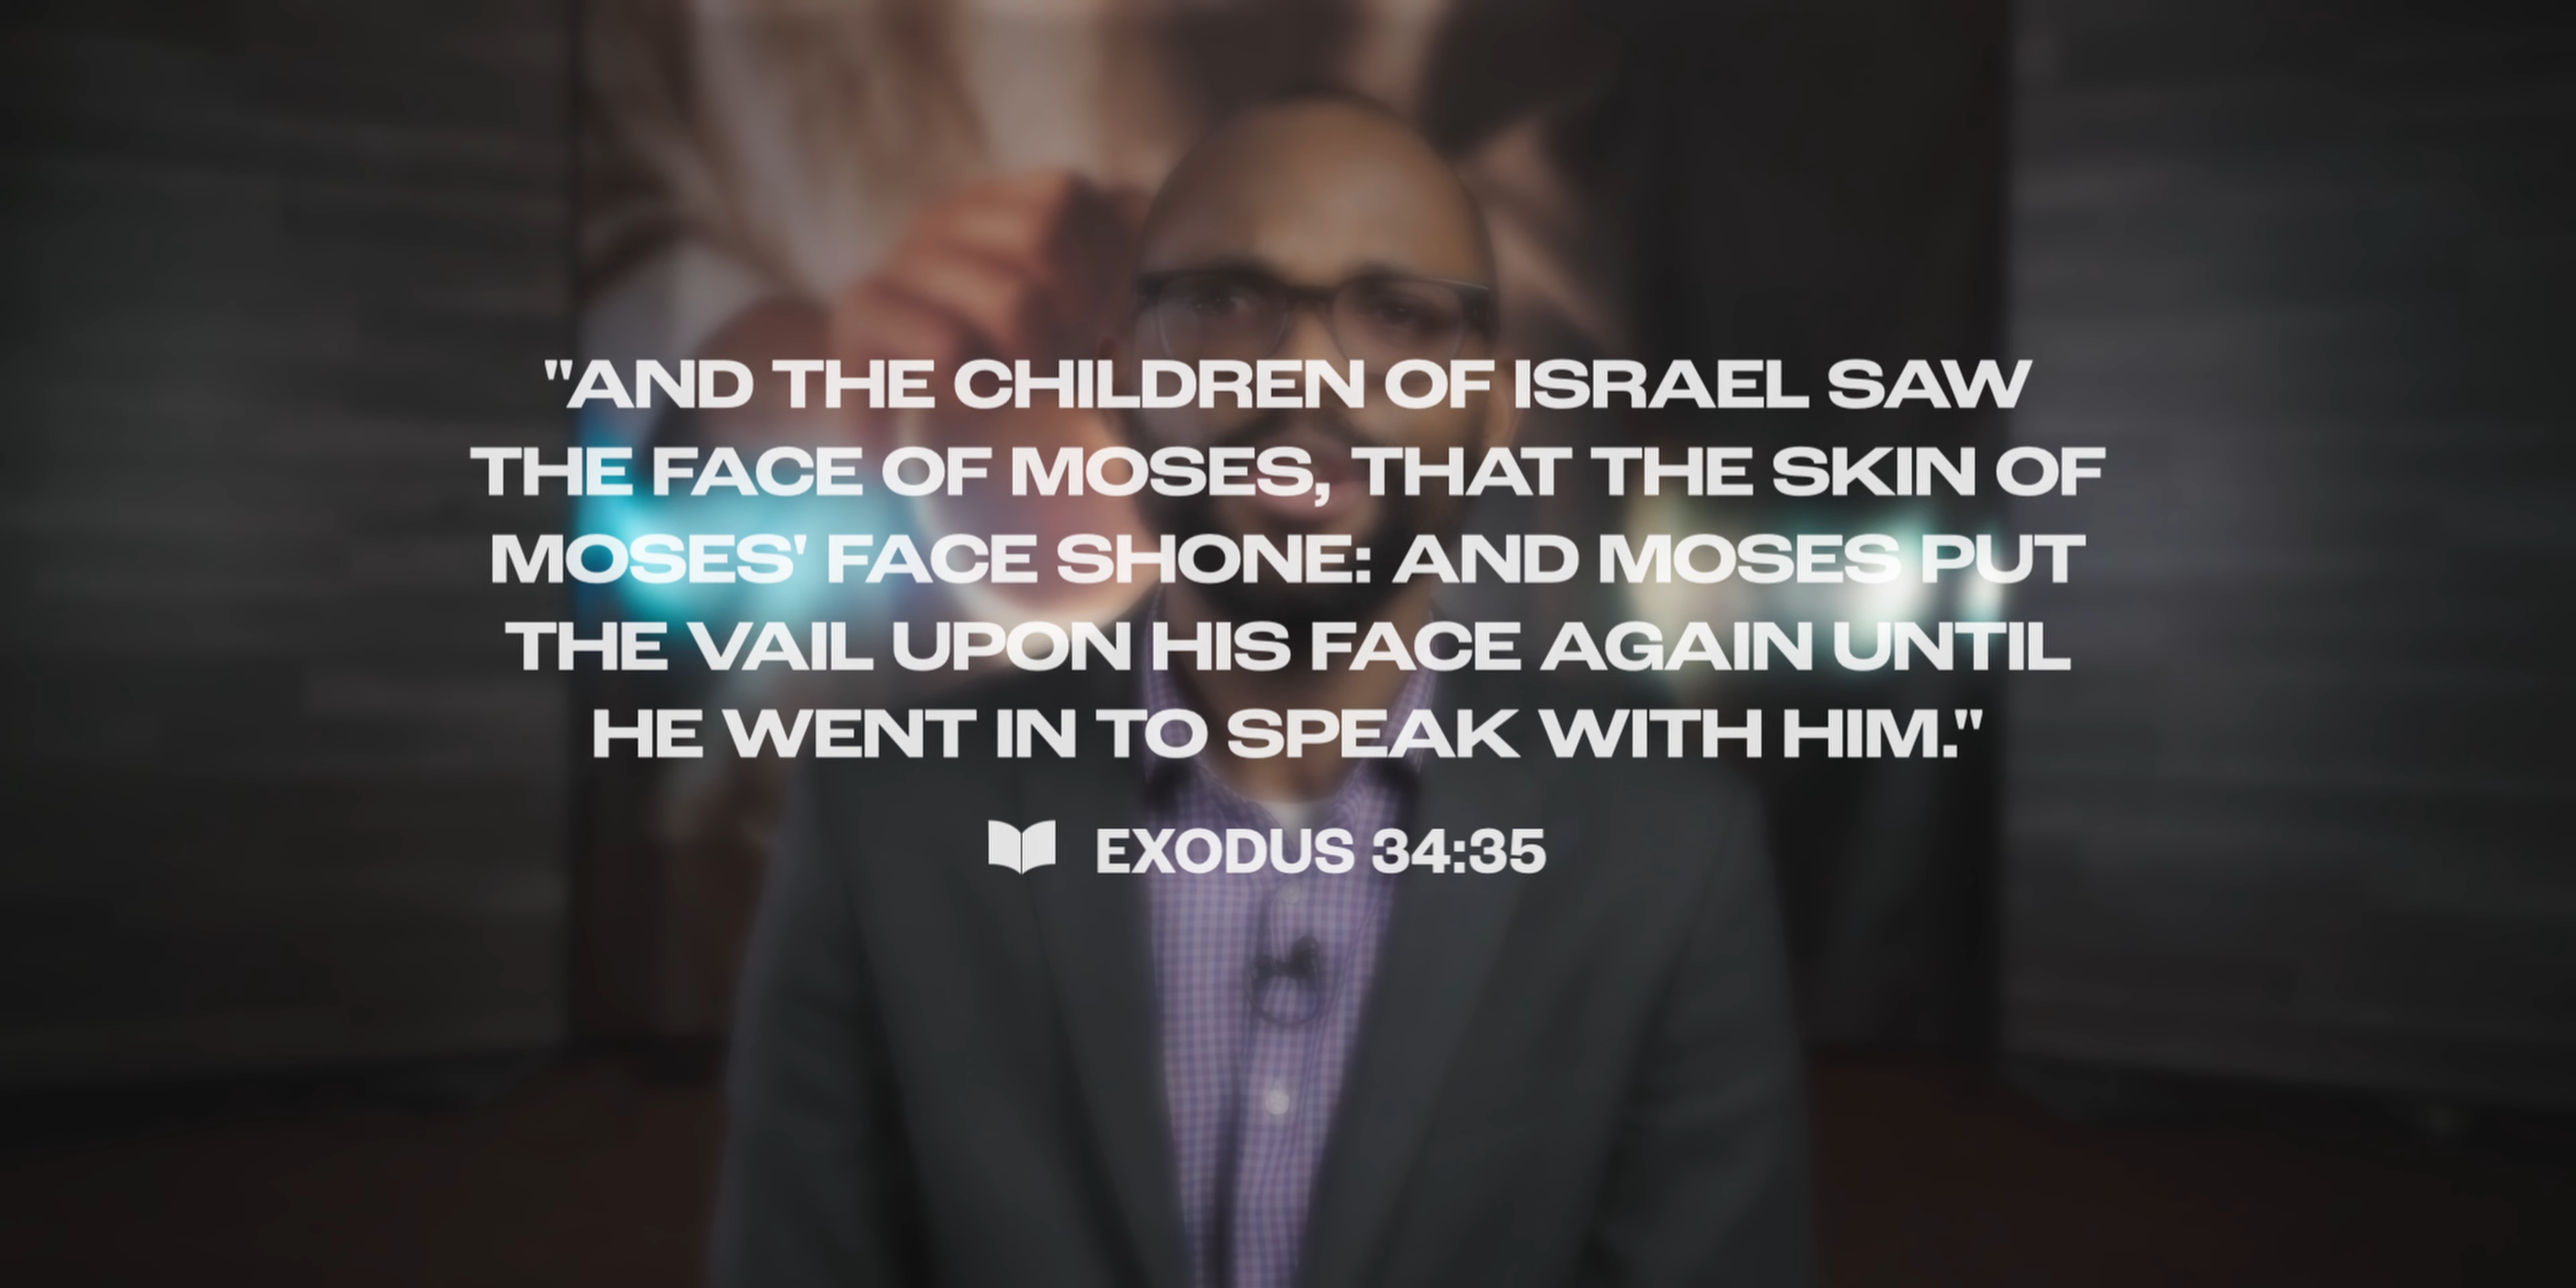 "AND THE CHILDREN OF ISRAEL SAW
THE FACE OF MOSES, THAT THE SKIN OF
MOSES' FACE SHONE: AND MOSES PUT
THE VAIL UPON HIS FACE AGAIN UNTIL
HE WENT IN TO SPEAK WITH HIM."
EXODUS 34:35